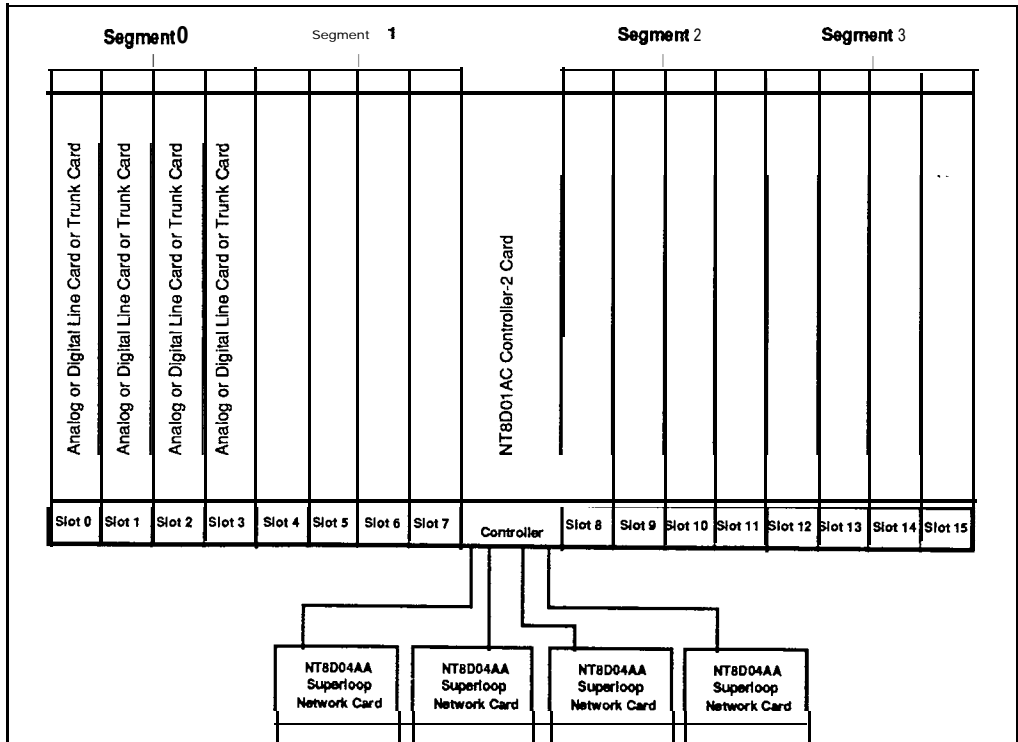 Segment 0 Segment 1 Segment 2 Segment 3
Analog or Digital Line Card or Trunk Card
Analog or Digital Line Card or Trunk Card
Analog or Digital Line Card or Trunk Card
Analog or Digital Line Card or Trunk Card
NT8D01AC Controller-2 Card
Slot 0 Slot 1 Slot 2 Slot 3 Slot 4 Slot 5 Slot 6 Slot 7 Controller Slot 8 Slot 9 Slot 10 Slot 11 Slot 12 Slot 13 Slot 14 Slot 15
NT8D04AA
Superloop
Network Card
NT8D04AA
Superloop
Network Card
NT8D04AA
Superloop
Network Card
NT8D04AA
Superloop
Network Card